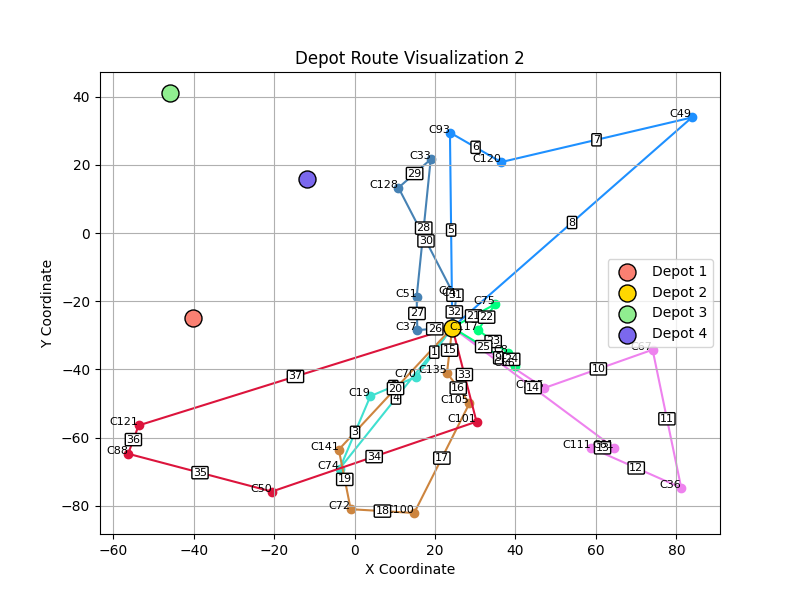 Depot Route Visualization 2
40
20
0
−20
−40
−60
−80
−60
−40
−20
0
20
40
60
80
X Coordinate
Y Coordinate
Depot 1
Depot 2
Depot 3
Depot 4
C49
C93
6
7
C120
C33
29
C128
3
28
5
30
C51
31
C75
27
32
21
22
C37
26
C117
1
15
25
9
10
C70
C135
33
37
20
16
14
4
C19
C105
11
C121
C101
3
36
C141
C111
C88
34
17
12
C74
35
19
C50
C36
C72
18
C100